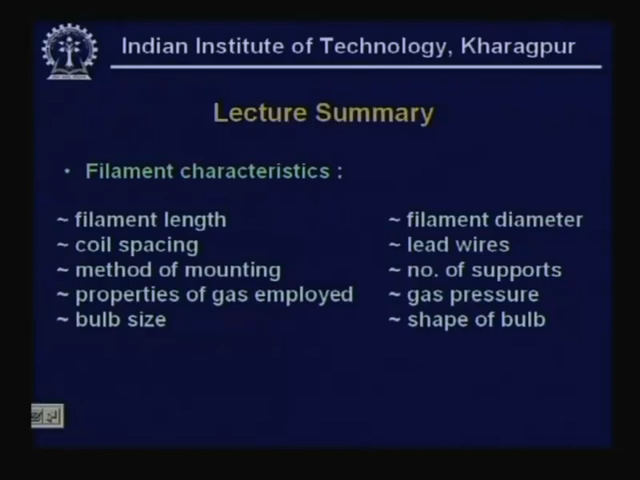 Indian Institute of Technology, Kharagpur
Lecture Summary
• Filament characteristics :
~ filament length ~ filament diameter
~ coil spacing ~ lead wires
~ method of mounting ~ no. of supports
~ properties of gas employed ~ gas pressure
~ bulb size ~ shape of bulb